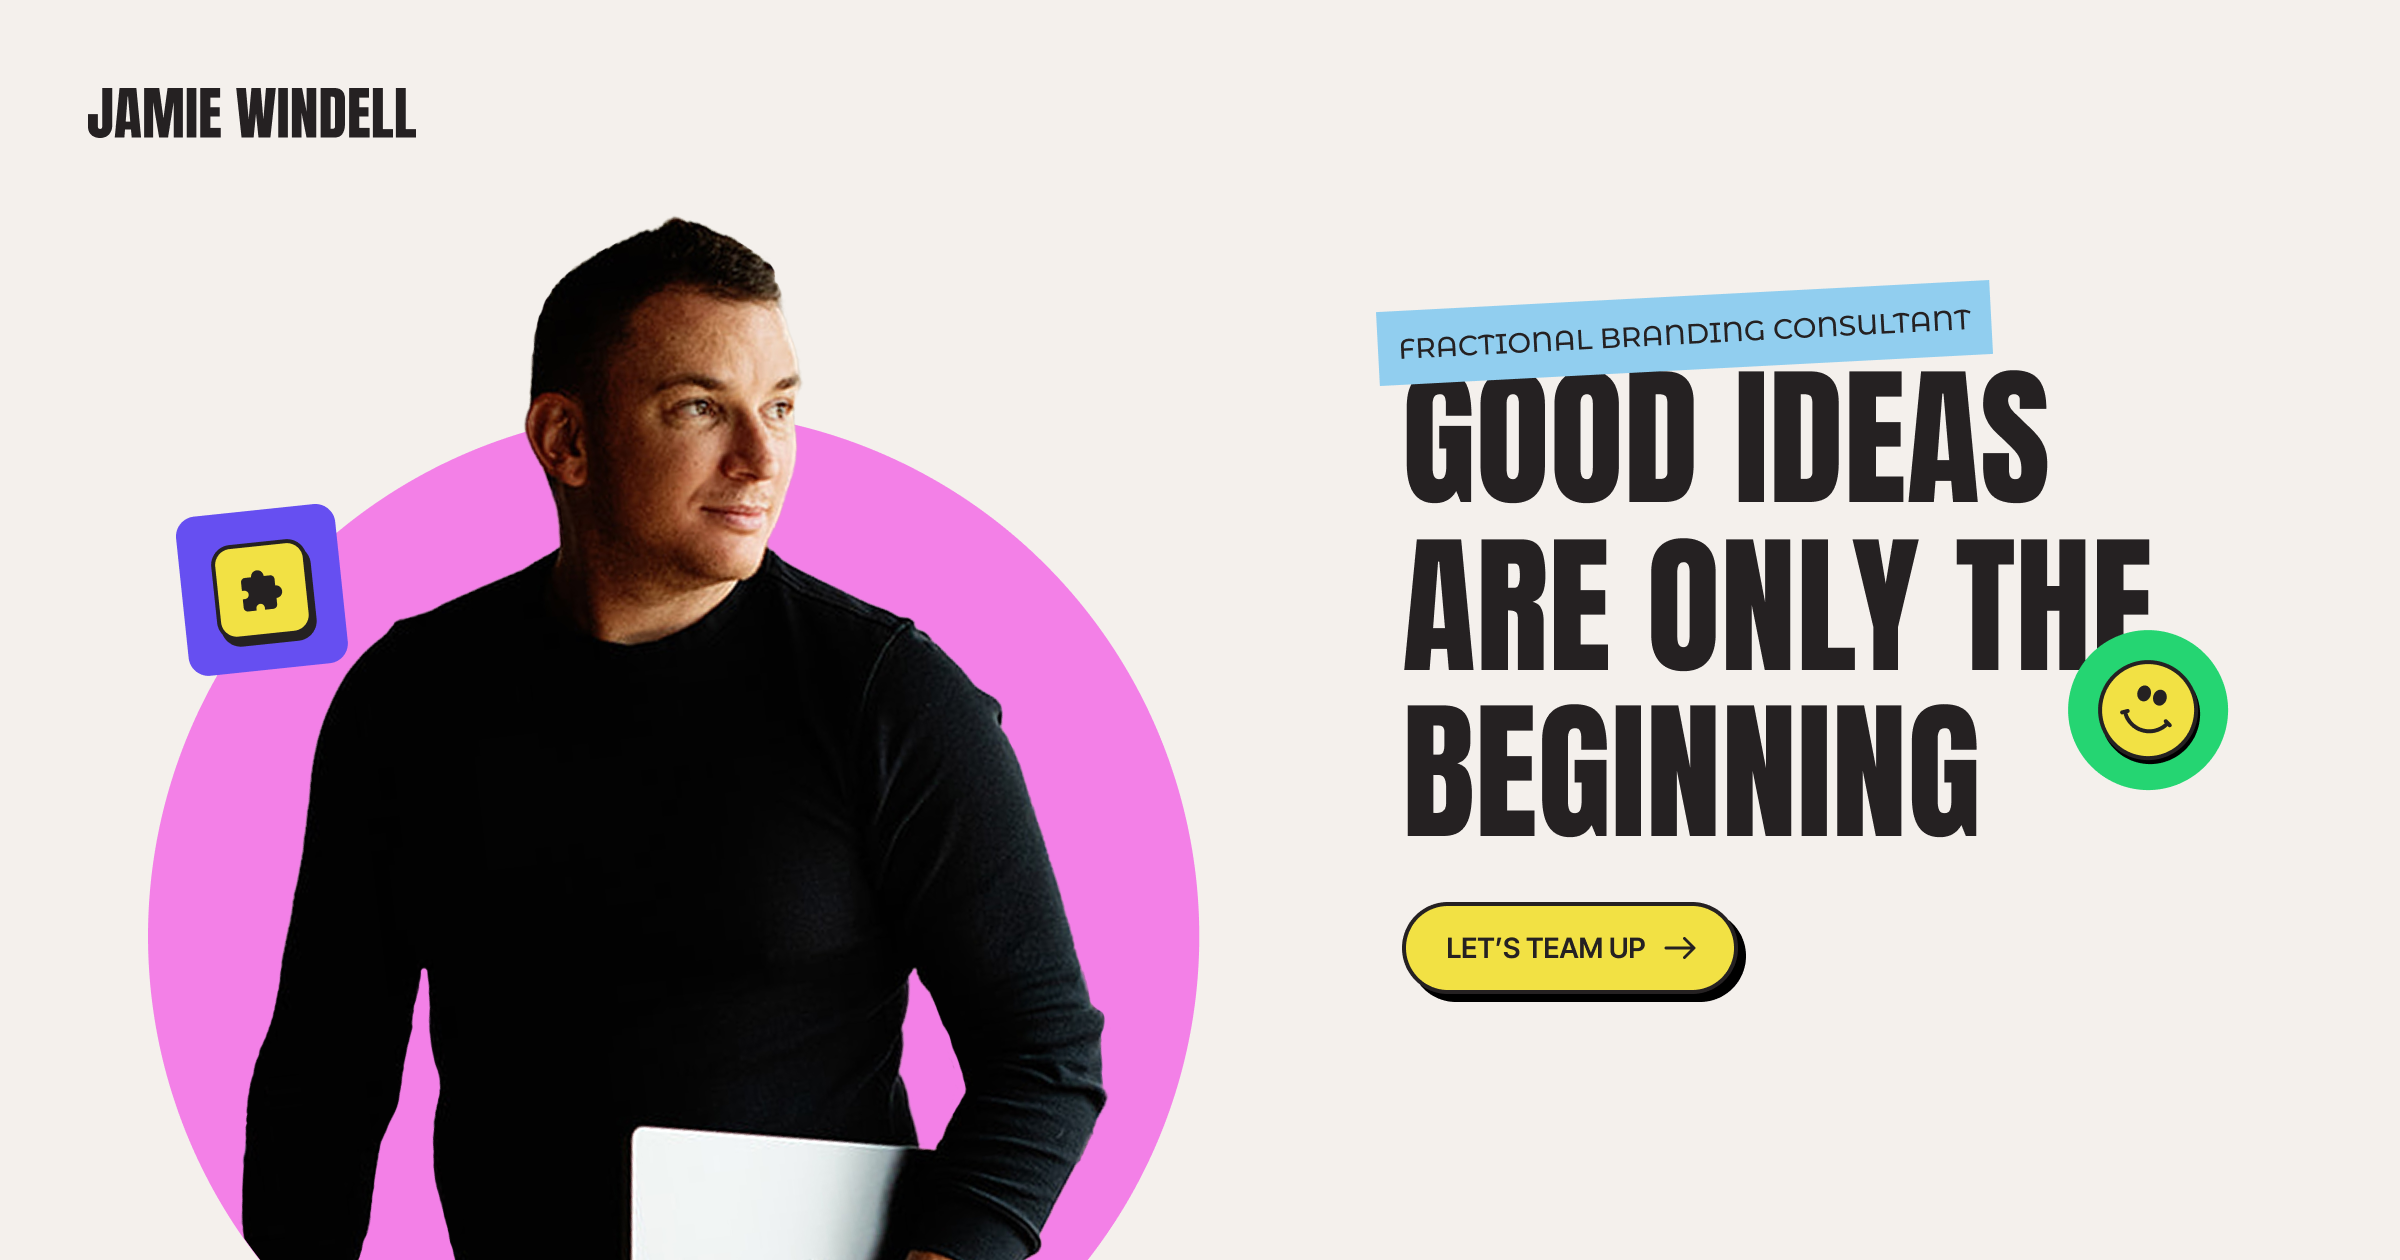 JAMIE WINDELL
FRACTIONAL BRANDING CONSULTANT
GOOD IDEAS
ARE ONLY THE
BEGINNING
LET’S TEAM UP